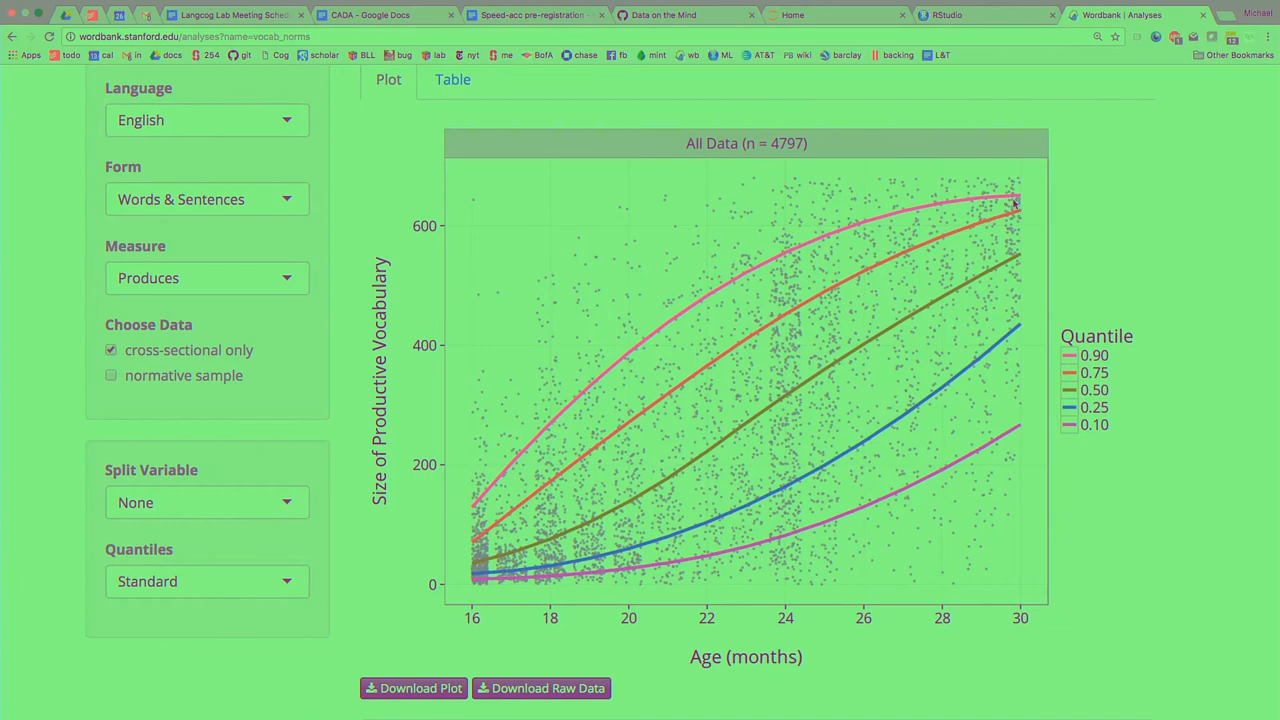 Langcog Lab Meeting Sched
CADA - Google Docs
Speed-acc pre-registration -
Data on the Mind
Home
RStudio
Wordbank | Analyses
Michael
wordbank.stanford.edu/analyses?name=vocab_norms
Apps todo cal in docs 254 git Cog scholar BLL bug lab nyt me BofA chase fb mint wb ML AT&T PB wiki barclay backing L&T Other Bookmarks
Plot Table
Language
English
Form
Words & Sentences
Measure
Produces
Choose Data
cross-sectional only
normative sample
Split Variable
None
Quantiles
Standard
All Data (n = 4797)
Size of Productive Vocabulary
600
400
200
0
16 18 20 22 24 26 28 30
Age (months)
Quantile
0.90
0.75
0.50
0.25
0.10
Download Plot
Download Raw Data